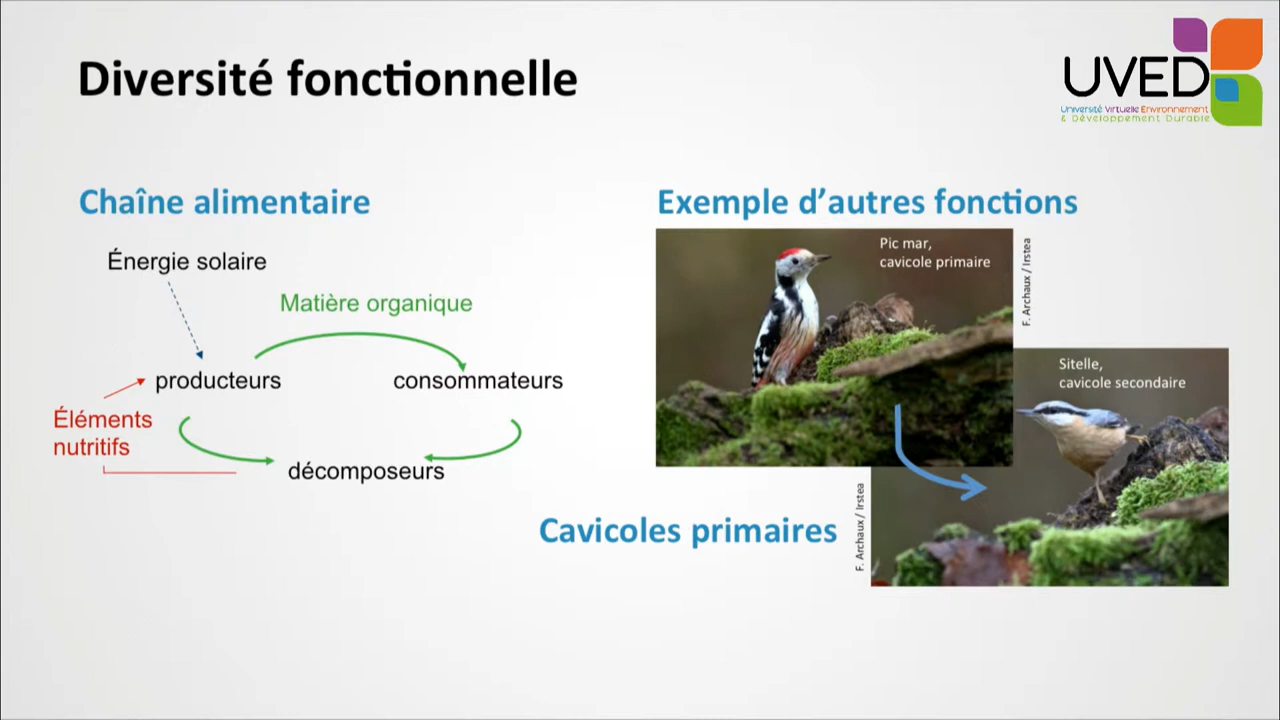 Diversité fonctionnelle
UVED
Université Virtuelle Environnement
& Développement Durable
Chaîne alimentaire
Énergie solaire
Matière organique
producteurs
consommateurs
Éléments
nutritifs
décomposeurs
Exemple d’autres fonctions
Pic mar,
cavicole primaire
F. Archaux / Irstea
Sitelle,
cavicole secondaire
F. Archaux / Irstea
Cavicoles primaires